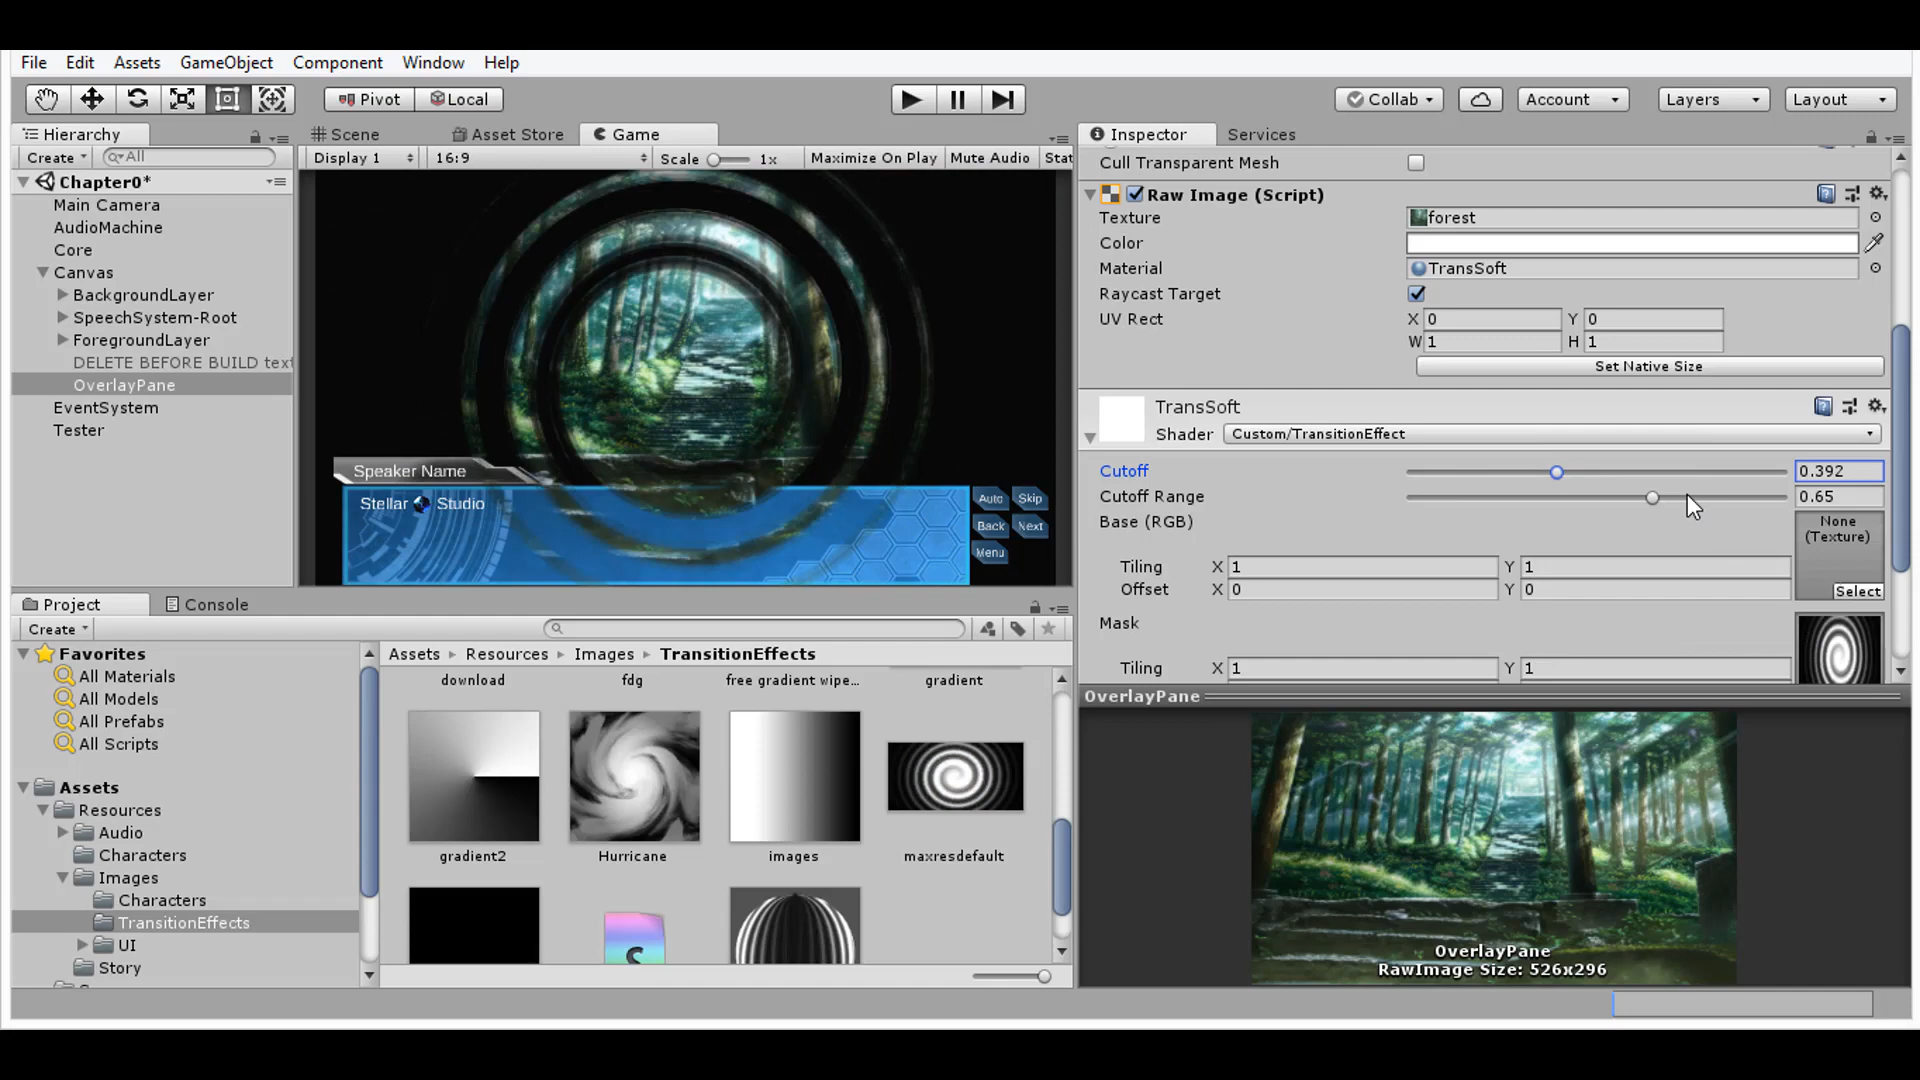 File Edit Assets GameObject Component Window Help
Pivot Local Collab Account Layers Layout
Hierarchy
Create All
Chapter0*
Main Camera
AudioMachine
Core
Canvas
BackgroundLayer
SpeechSystem-Root
ForegroundLayer
DELETE BEFORE BUILD text
OverlayPane
EventSystem
Tester
Scene Asset Store Game
Display 1 16:9 Scale 1x Maximize On Play Mute Audio Stat
Speaker Name
Stellar Studio
Auto Skip
Back Next
Menu
Inspector Services
Cull Transparent Mesh
Raw Image (Script)
Texture forest
Color
Material TransSoft
Raycast Target
UV Rect X 0 Y 0
W 1 H 1
Set Native Size
TransSoft
Shader Custom/TransitionEffect
Cutoff 0.392
Cutoff Range 0.65
Base (RGB) None
(Texture)
Tiling X 1 Y 1
Offset X 0 Y 0
Select
Mask
Tiling X 1 Y 1
OverlayPane
OverlayPane
RawImage Size: 526x296
Project Console
Create
Favorites
All Materials
All Models
All Prefabs
All Scripts
Assets
Resources
Audio
Characters
Images
Characters
TransitionEffects
UI
Story
Assets Resources Images TransitionEffects
download fdg free gradient wipe... gradient
gradient2 Hurricane images maxresdefault